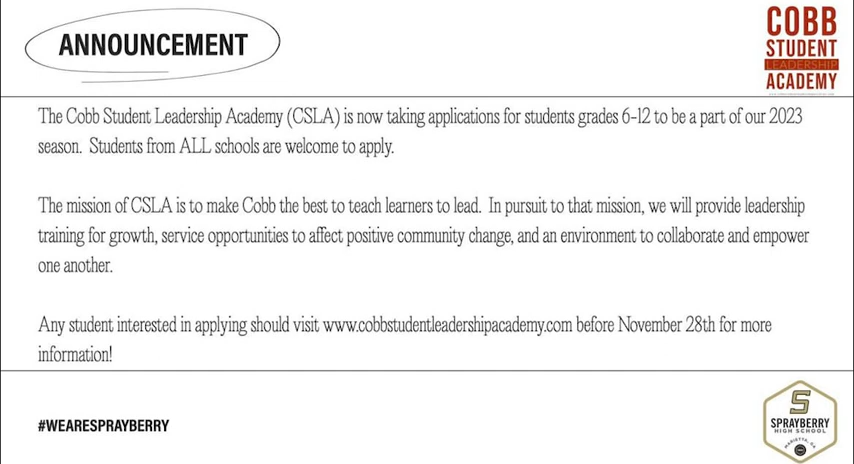 ANNOUNCEMENT
COBB
STUDENT
LEADERSHIP
ACADEMY
The Cobb Student Leadership Academy (CSLA) is now taking applications for students grades 6-12 to be a part of our 2023
season. Students from ALL schools are welcome to apply.
The mission of CSLA is to make Cobb the best to teach learners to lead. In pursuit to that mission, we will provide leadership
training for growth, service opportunities to affect positive community change, and an environment to collaborate and empower
one another.
Any student interested in applying should visit www.cobbstudentleadershipacademy.com before November 28th for more
information!
#WEARESPRAYBERRY
S
SPRAYBERRY
HIGH SCHOOL
MARIETTA, GA